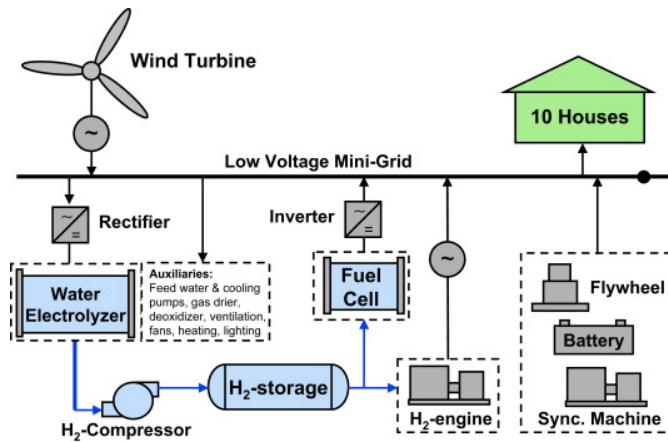 Wind Turbine
~
10 Houses
Low Voltage Mini-Grid
~
=
Rectifier
Inverter
~
=
~
Water
Electrolyzer
Auxiliaries:
Feed water & cooling
pumps, gas drier,
deoxidizer, ventilation,
fans, heating, lighting
Fuel
Cell
Flywheel
Battery
Sync. Machine
H₂-storage
H₂-engine
H₂-Compressor